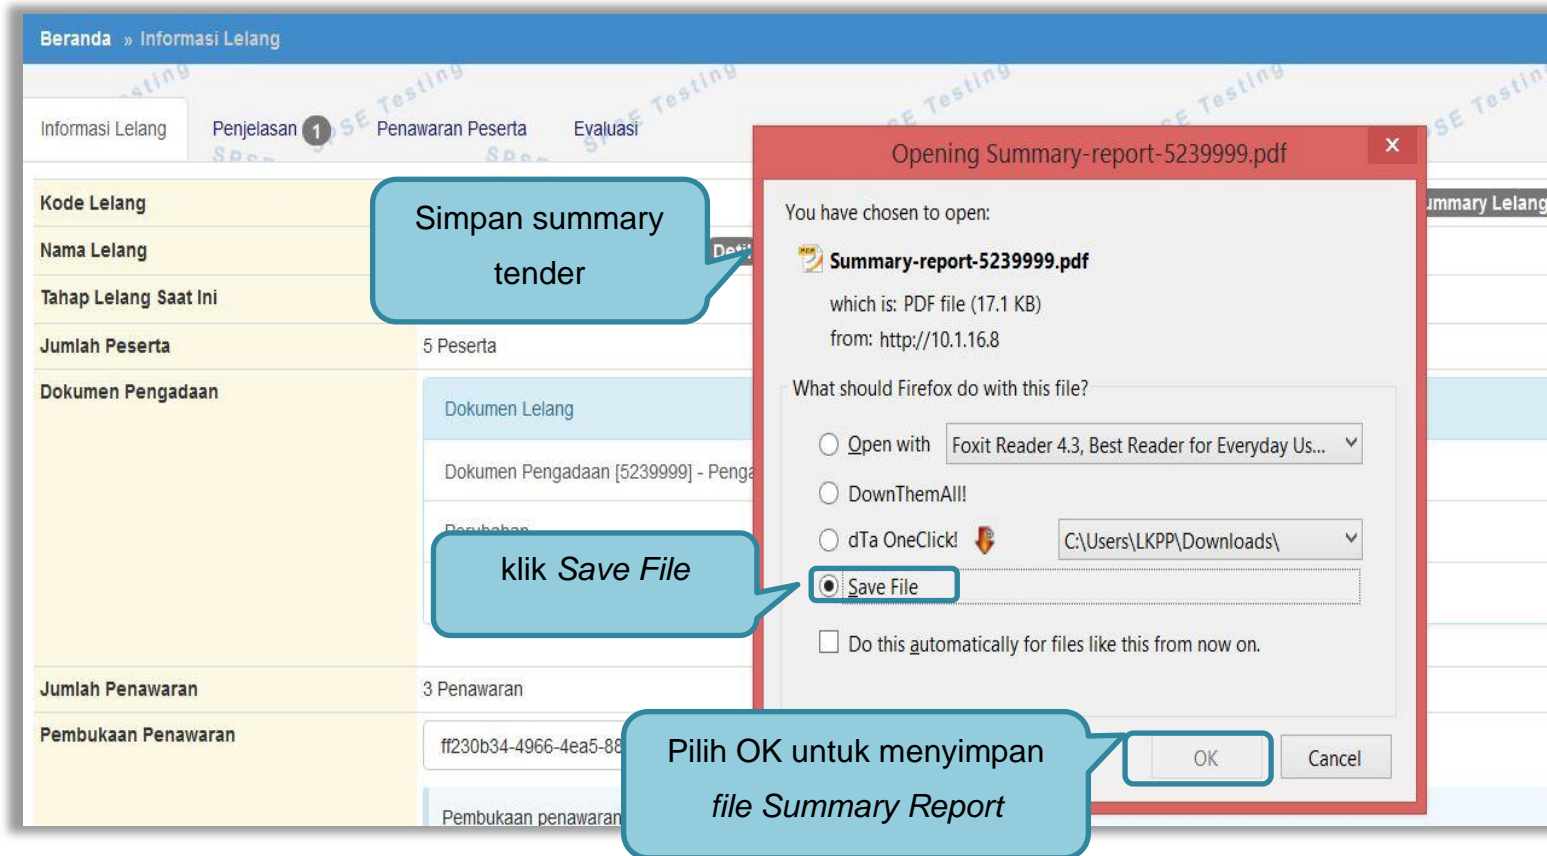 Beranda » Informasi Lelang
SPSE Testing
Informasi Lelang
Penjelasan 1
Penawaran Peserta
Evaluasi
Kode Lelang
Nama Lelang
Tahap Lelang Saat Ini
Jumlah Peserta
5 Peserta
Dokumen Pengadaan
Dokumen Lelang
Dokumen Pengadaan [5239999] -
Jumlah Penawaran
3 Penawaran
Pembukaan Penawaran
ff230b34-4966-4ea5-88
Pembukaan penawaran
Lelang
Simpan summary
tender
klik Save File
Pilih OK untuk menyimpan
file Summary Report
Opening Summary-report-5239999.pdf
x
You have chosen to open:
Summary-report-5239999.pdf
which is: PDF file (17.1 KB)
from: http://10.1.16.8
What should Firefox do with this file?
Open with Foxit Reader 4.3, Best Reader for Everyday Us...
DownThemAll!
dTa OneClick! C:\Users\LKPP\Downloads\
Save File
Do this automatically for files like this from now on.
OK Cancel